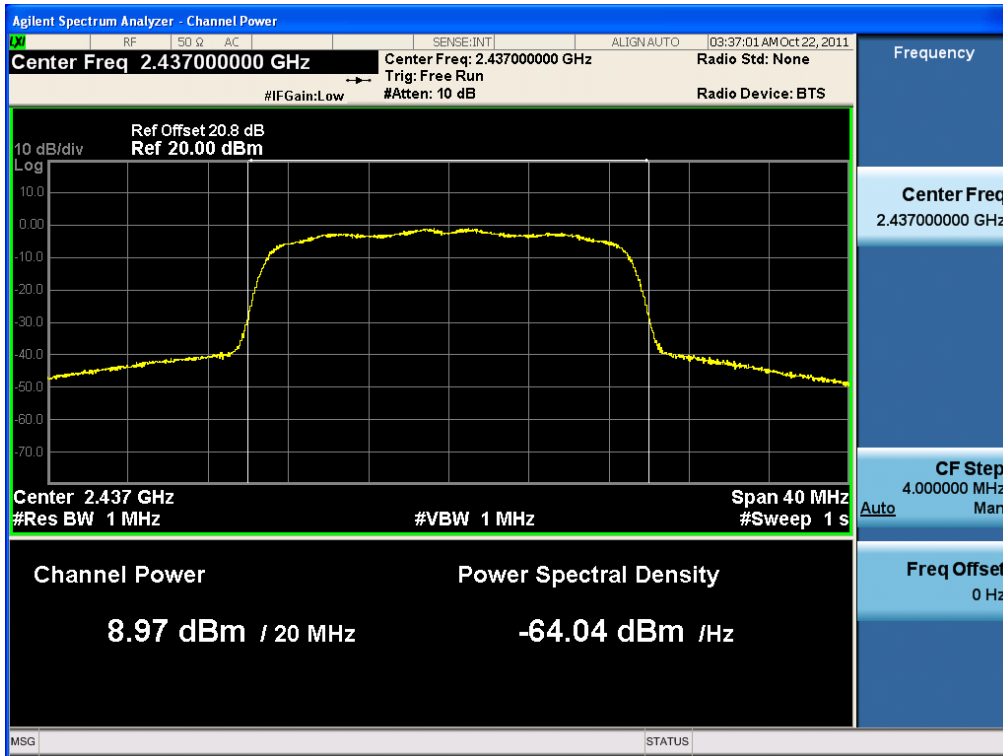 Agilent Spectrum Analyzer - Channel Power
LXI RF 50 Ω AC SENSE:INT ALIGN AUTO 03:37:01 AM Oct 22, 2011
Center Freq 2.437000000 GHz
Center Freq: 2.437000000 GHz
Radio Std: None
Trig: Free Run
#IFGain:Low
#Atten: 10 dB
Radio Device: BTS
Ref Offset 20.8 dB
10 dB/div Ref 20.00 dBm
Log
10.0
0.00
-10.0
-20.0
-30.0
-40.0
-50.0
-60.0
-70.0
Center 2.437 GHz Span 40 MHz
#Res BW 1 MHz #VBW 1 MHz #Sweep 1 s
Channel Power Power Spectral Density
8.97 dBm / 20 MHz -64.04 dBm /Hz
Frequency
Center Freq
2.437000000 GHz
CF Step
4.000000 MHz
Auto Man
Freq Offset
0 Hz
MSG STATUS